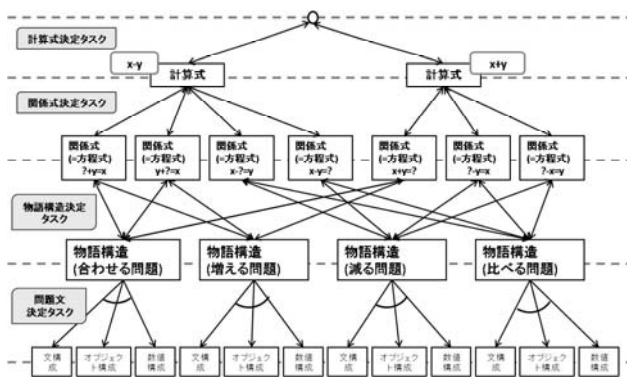 計算式決定タスク
x-y
x+y
計算式
計算式
関係式決定タスク
関係式
(=方程式)
?+y=x
関係式
(=方程式)
y+?=x
関係式
(=方程式)
x-?=y
関係式
(=方程式)
x-y=?
関係式
(=方程式)
x+y=?
関係式
(=方程式)
?-y=x
関係式
(=方程式)
?-x=y
物語構造決定
タスク
物語構造
(合わせる問題)
物語構造
(増える問題)
物語構造
(減る問題)
物語構造
(比べる問題)
問題文
決定タスク
文構
成
オブジェク
ト構成
数値
構成
文構
成
オブジェク
ト構成
数値
構成
文構
成
オブジェク
ト構成
数値
構成
文構
成
オブジェク
ト構成
数値
構成